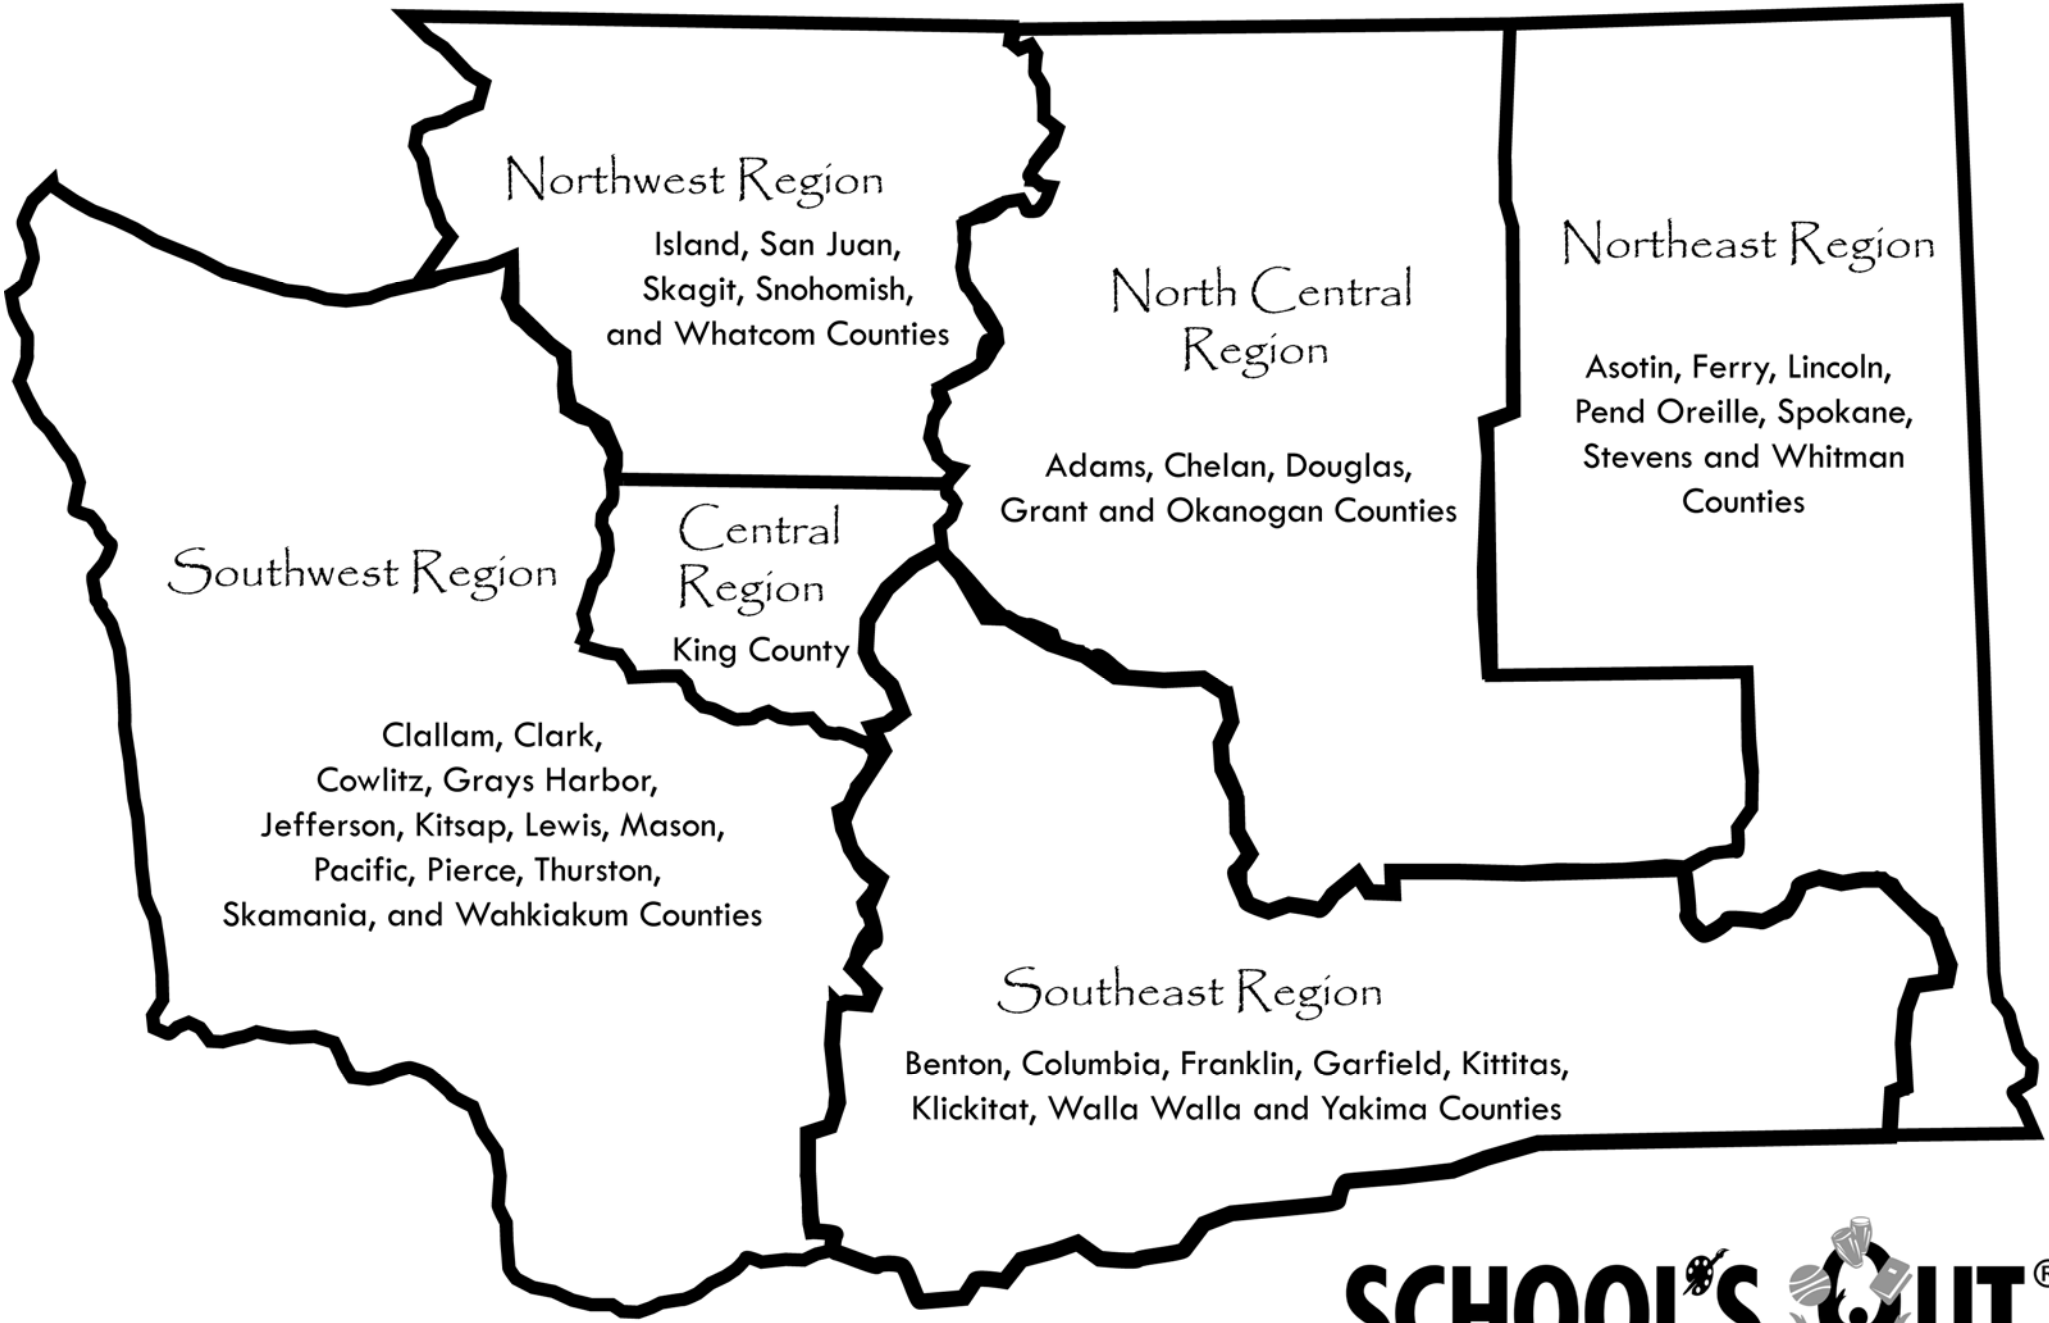 Northwest Region
Island, San Juan,
Skagit, Snohomish,
and Whatcom Counties
North Central
Region
Adams, Chelan, Douglas,
Grant and Okanogan Counties
Northeast Region
Asotin, Ferry, Lincoln,
Pend Oreille, Spokane,
Stevens and Whitman
Counties
Central
Region
King County
Southwest Region
Clallam, Clark,
Cowlitz, Grays Harbor,
Jefferson, Kitsap, Lewis, Mason,
Pacific, Pierce, Thurston,
Skamania, and Wahkiakum Counties
Southeast Region
Benton, Columbia, Franklin, Garfield, Kittitas,
Klickitat, Walla Walla and Yakima Counties
SCHOOL'S OUT®